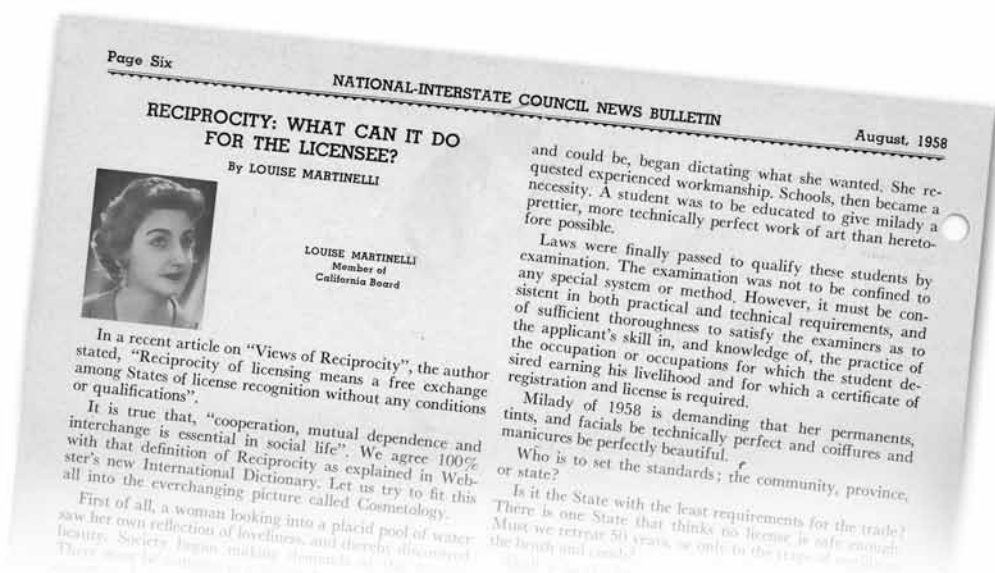 Page Six
NATIONAL-INTERSTATE COUNCIL NEWS BULLETIN
August, 1958
RECIPROCITY: WHAT CAN IT DO
FOR THE LICENSEE?
By LOUISE MARTINELLI
LOUISE MARTINELLI
Member of
California Board
In a recent article on “Views of Reciprocity”, the author
stated, “Reciprocity of licensing means a free exchange
among States of license recognition without any conditions
or qualifications”.
It is true that, “cooperation, mutual dependence and
interchange is essential in social life”. We agree 100%
with that definition of Reciprocity as explained in Web-
ster's new International Dictionary. Let us try to fit this
all into the everchanging picture called Cosmetology.
First of all, a woman looking into a placid pool of water
saw her own reflection of loveliness, and thereby discovered
beauty. Society began making demands
and could be, began dictating what she wanted. She re-
quested experienced workmanship. Schools, then became a
necessity. A student was to be educated to give milady a
prettier, more technically perfect work of art than hereto-
fore possible.
Laws were finally passed to qualify these students by
examination. The examination was not to be confined to
any special system or method. However, it must be con-
sistent in both practical and technical requirements, and
of sufficient thoroughness to satisfy the examiners as to
the applicant's skill in, and knowledge of, the practice of
the occupation or occupations for which the student de-
sired earning his livelihood and for which a certificate of
registration and license is required.
Milady of 1958 is demanding that her permanents,
tints, and facials be technically perfect and coiffures and
manicures be perfectly beautiful.
Who is to set the standards; the community, province,
or state?
Is it the State with the least requirements for the trade?
There is one State that thinks no license is safe enough.
Must we retreat 50 years, or only to the